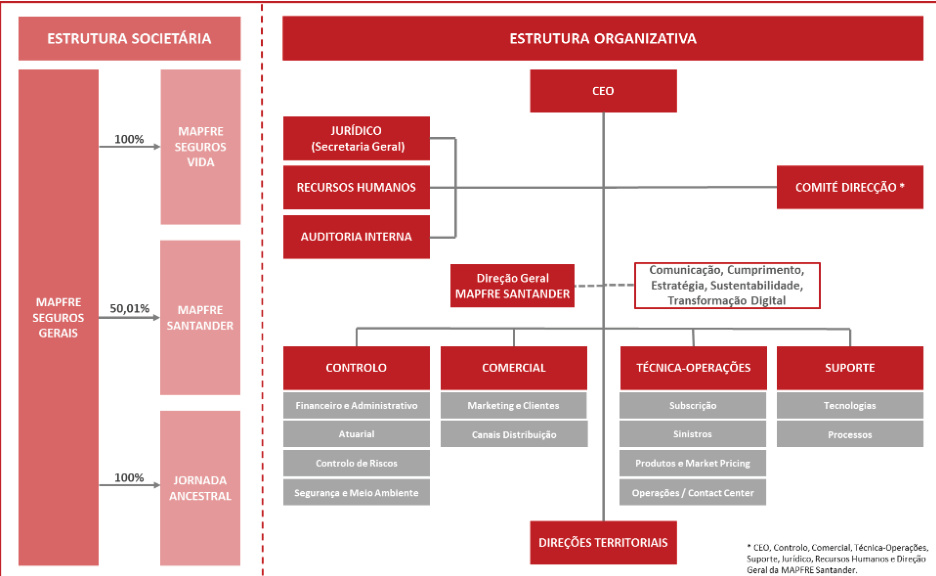 ESTRUTURA SOCIETÁRIA
MAPFRE
SEGUROS
GERAIS
100%
MAPFRE
SEGUROS
VIDA
50,01%
MAPFRE
SANTANDER
100%
JORNADA
ANCESTRAL
ESTRUTURA ORGANIZATIVA
CEO
JURÍDICO
(Secretaria Geral)
RECURSOS HUMANOS
AUDITORIA INTERNA
COMITÉ DIRECÇÃO *
Direção Geral
MAPFRE SANTANDER
Comunicação, Cumprimento,
Estratégia, Sustentabilidade,
Transformação Digital
CONTROLO
Financeiro e Administrativo
Atuarial
Controlo de Riscos
Segurança e Meio Ambiente
COMERCIAL
Marketing e Clientes
Canais Distribuição
TÉCNICA-OPERAÇÕES
Subscrição
Sinistros
Produtos e Market Pricing
Operações / Contact Center
SUPORTE
Tecnologias
Processos
DIREÇÕES TERRITORIAIS
* CEO, Controlo, Comercial, Técnica-Operações,
Suporte, Jurídico, Recursos Humanos e Direção
Geral da MAPFRE Santander.